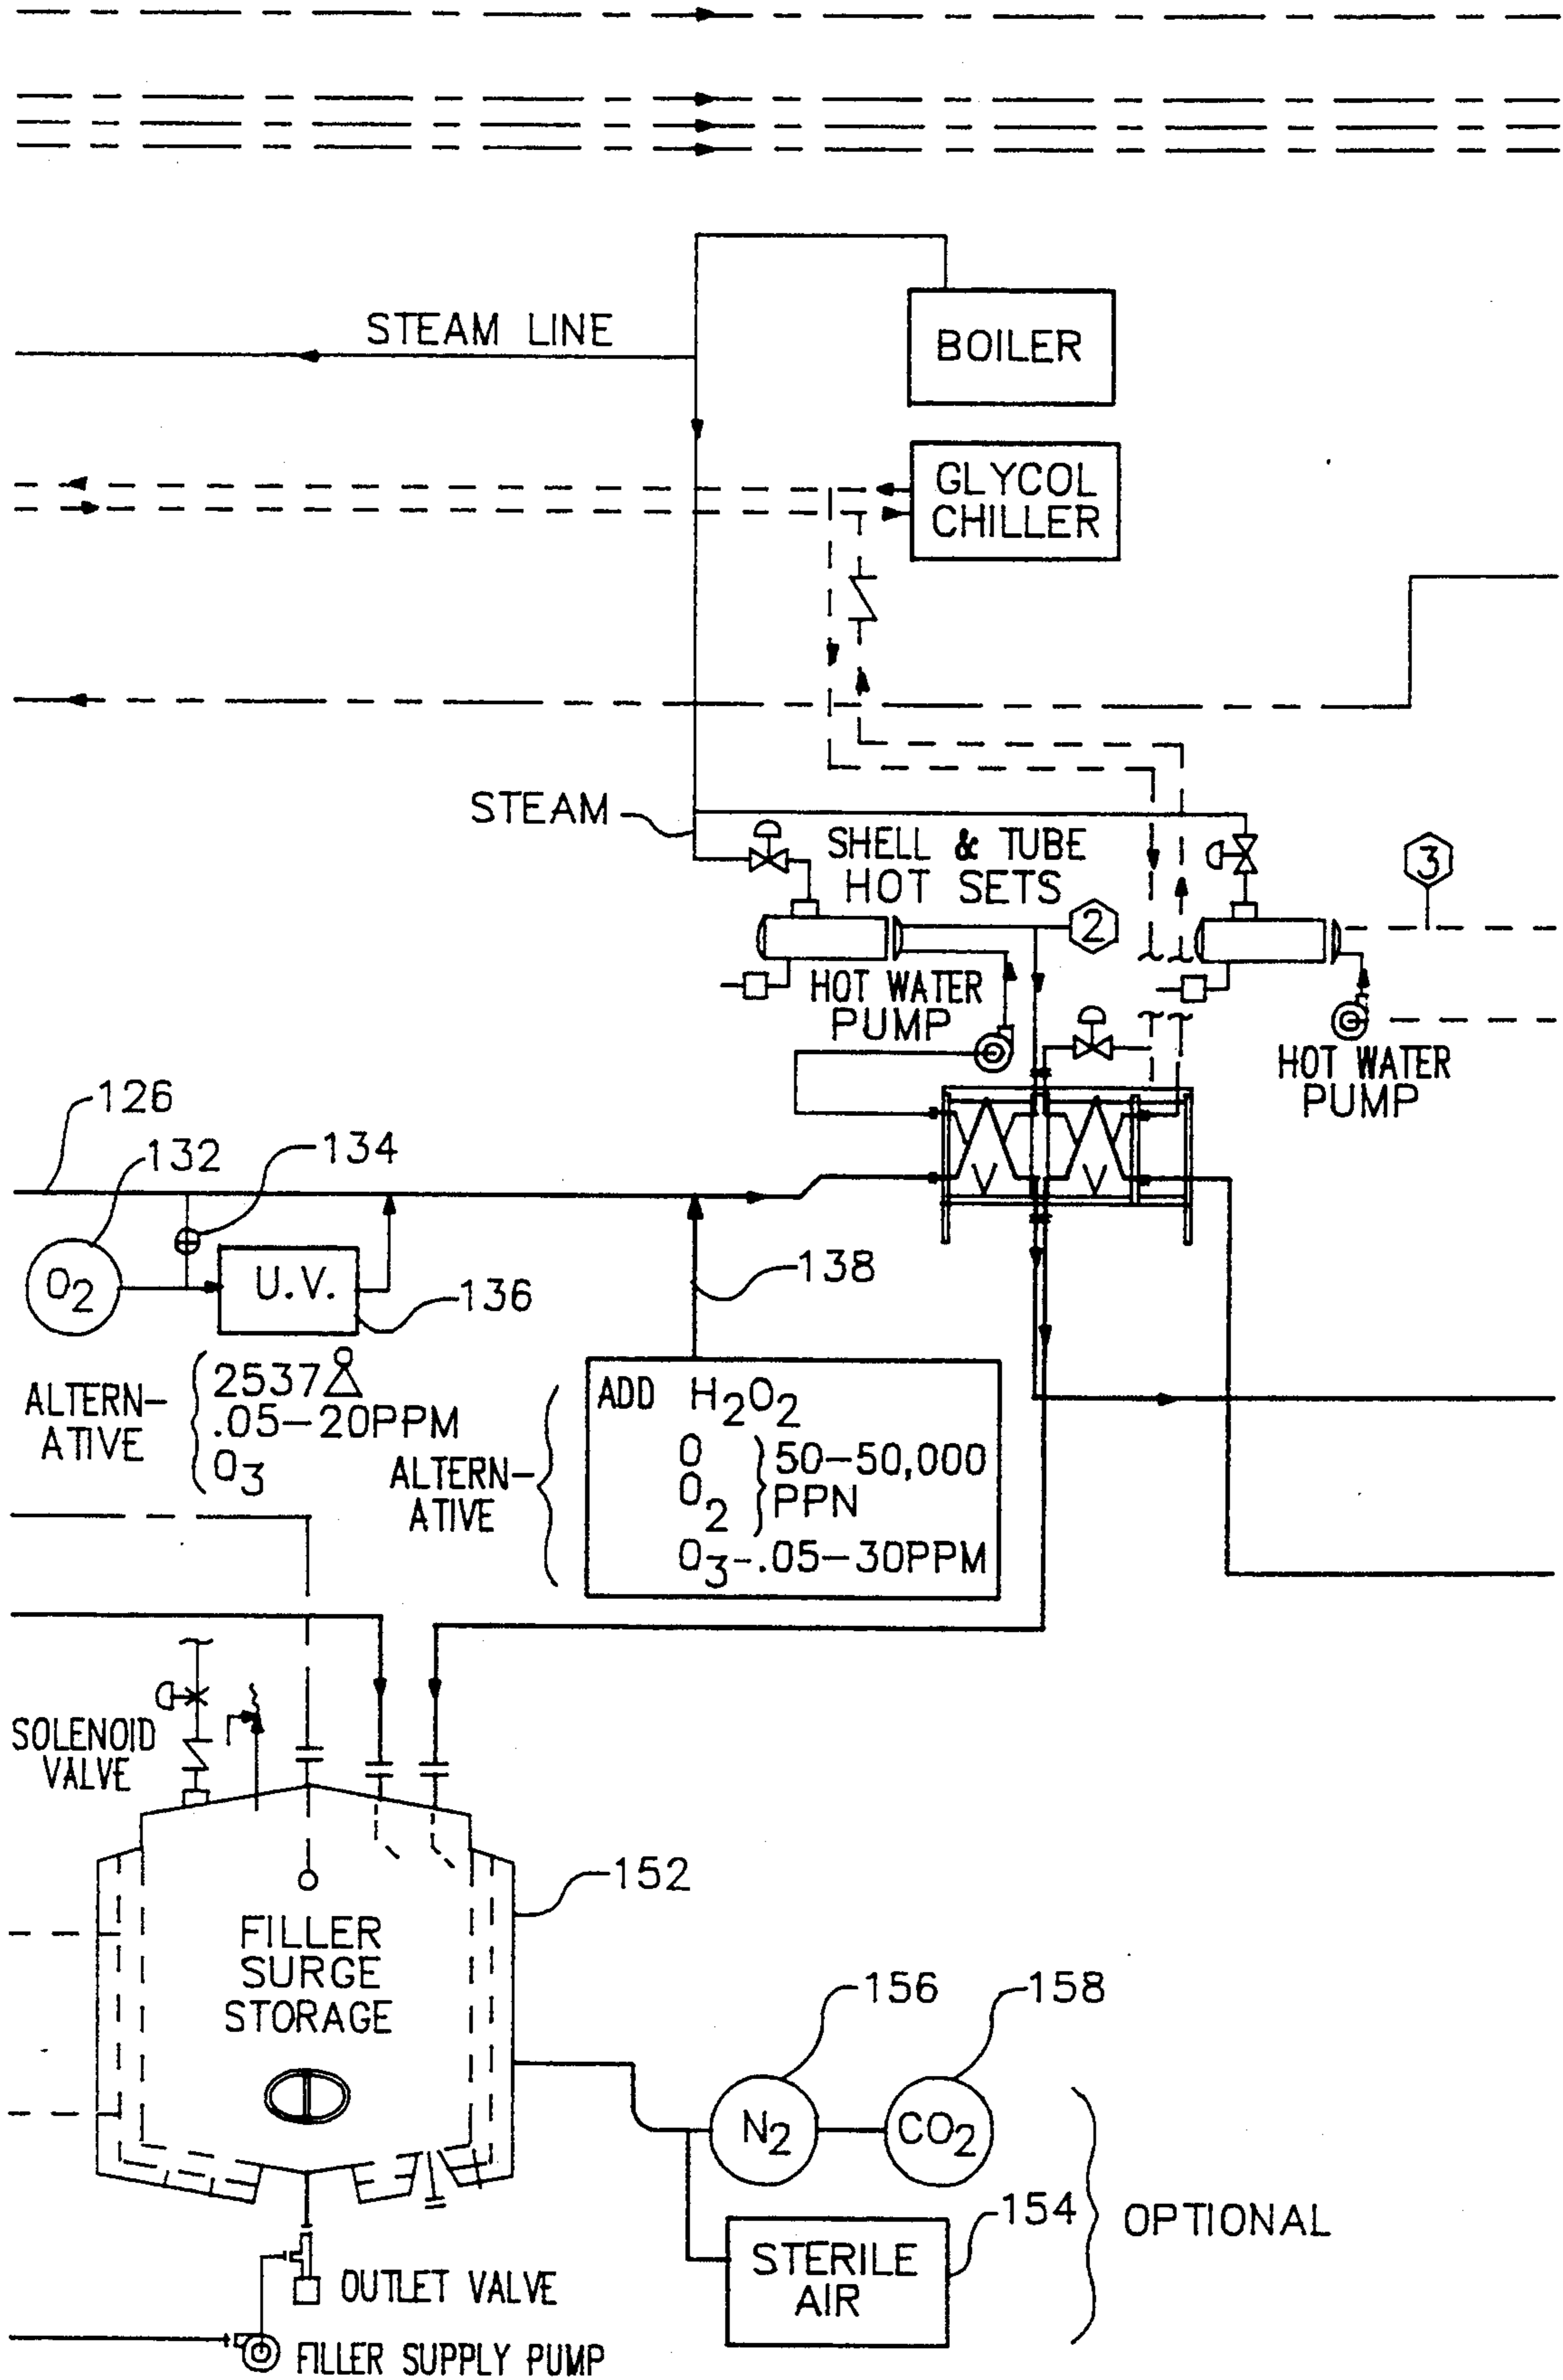 STEAM LINE
BOILER
GLYCOL
CHILLER
STEAM
SHELL & TUBE
HOT SETS
3
2
HOT WATER
PUMP
HOT WATER
PUMP
126
132
134
O2
U.V.
136
138
ALTERN-
ATIVE
2537Å
.05-20PPM
O3
ALTERN-
ATIVE
ADD H2O2
O
O2
50-50,000
PPN
O3-.05-30PPM
SOLENOID
VALVE
152
FILLER
SURGE
STORAGE
156
158
N2
CO2
154
STERILE
AIR
OPTIONAL
OUTLET VALVE
FILLER SUPPLY PUMP